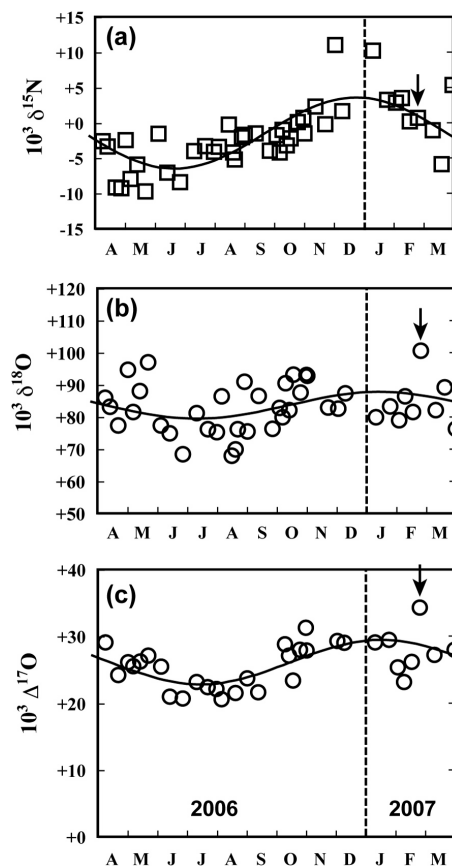 (a)
10³ δ¹⁵N
+15
+10
+5
+0
-5
-10
-15
A M J J A S O N D J F M
(b)
10³ δ¹⁸O
+120
+110
+100
+90
+80
+70
+60
+50
A M J J A S O N D J F M
(c)
10³ Δ¹⁷O
+40
+30
+20
+10
+0
2006 2007
A M J J A S O N D J F M